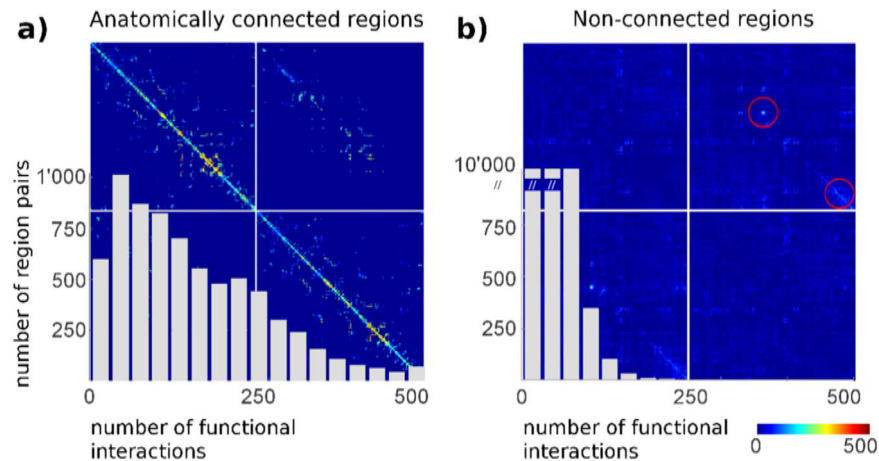 a)
Anatomically connected regions
number of region pairs
1'000
750
500
250
0
250
500
number of functional
interactions
b)
Non-connected regions
10'000
//
//
//
750
500
250
0
250
500
number of functional
interactions
0
500